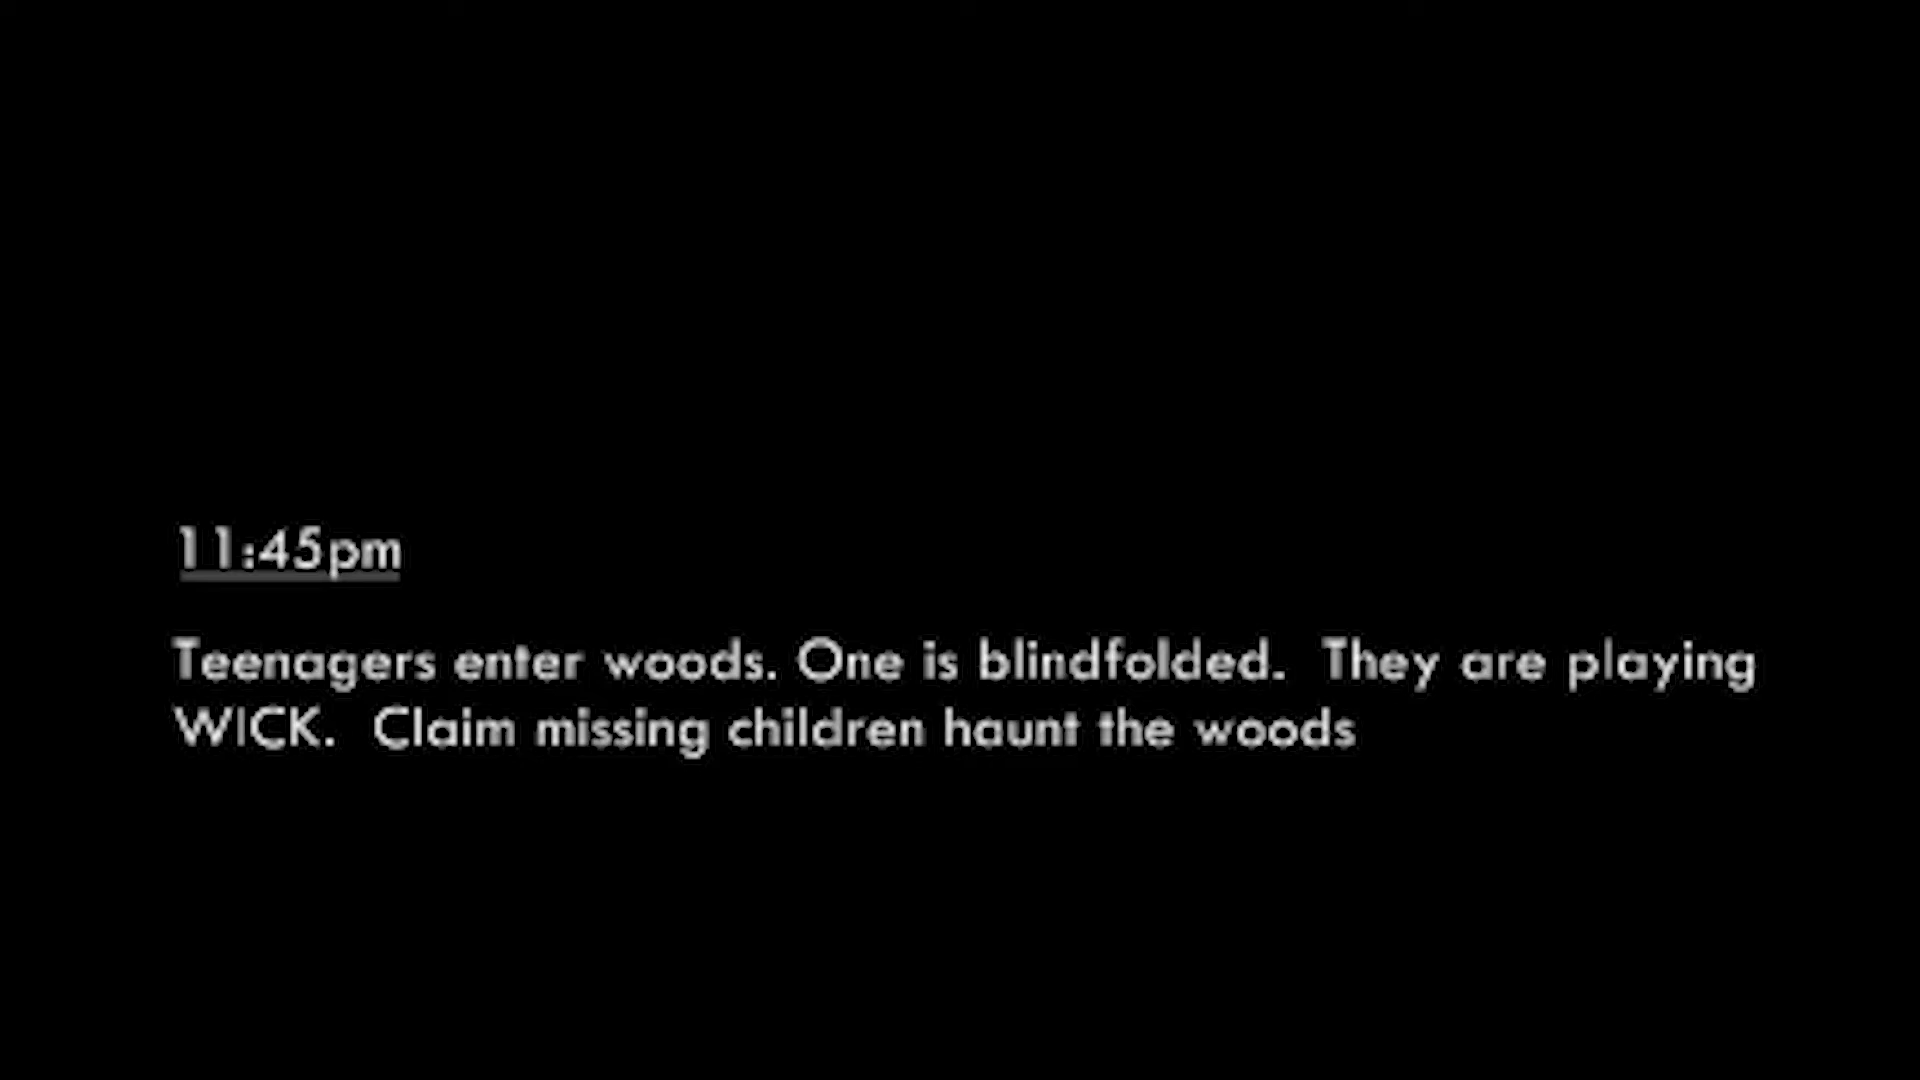 11:45pm
Teenagers enter woods. One is blindfolded.  They are playing
WICK.  Claim missing children haunt the woods